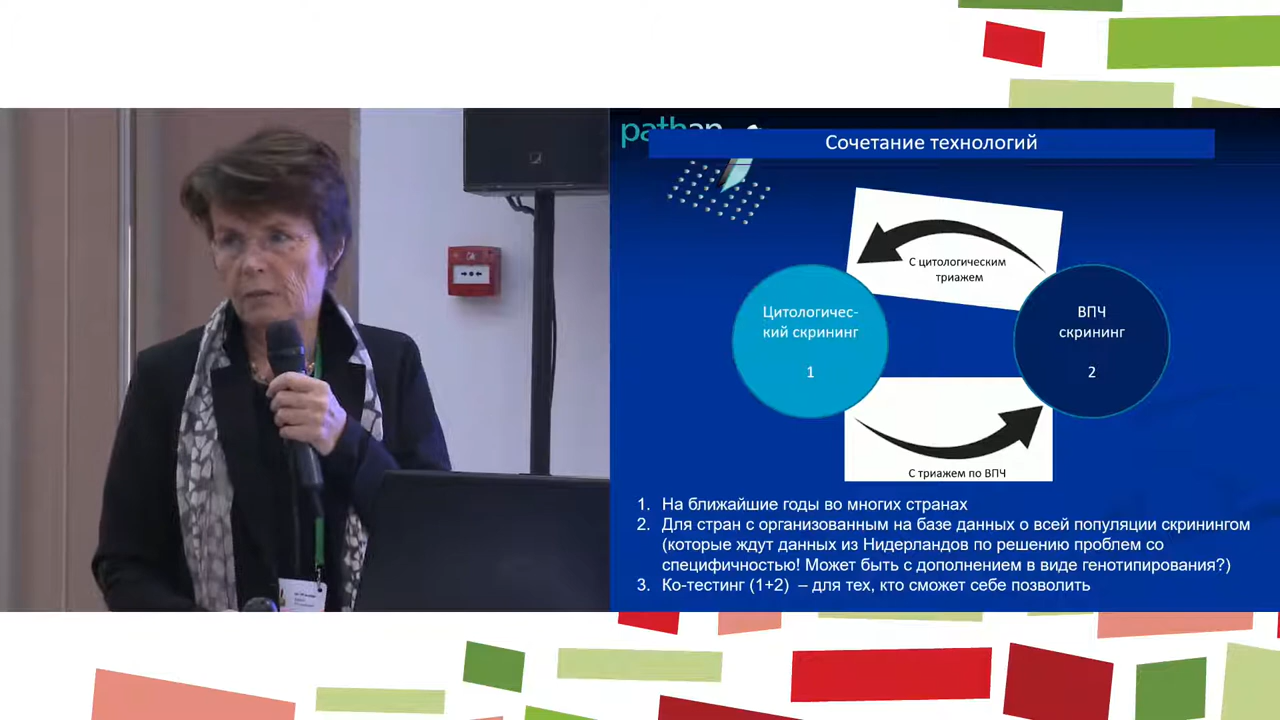 pathan
Сочетание технологий
С цитологическим
триажем
Цитологичес-
кий скрининг
1
ВПЧ
скрининг
2
С триажем по ВПЧ
1. На ближайшие годы во многих странах
2. Для стран с организованным на базе данных о всей популяции скринингом
(которые ждут данных из Нидерландов по решению проблем со
специфичностью! Может быть с дополнением в виде генотипирования?)
3. Ко-тестинг (1+2) – для тех, кто сможет себе позволить